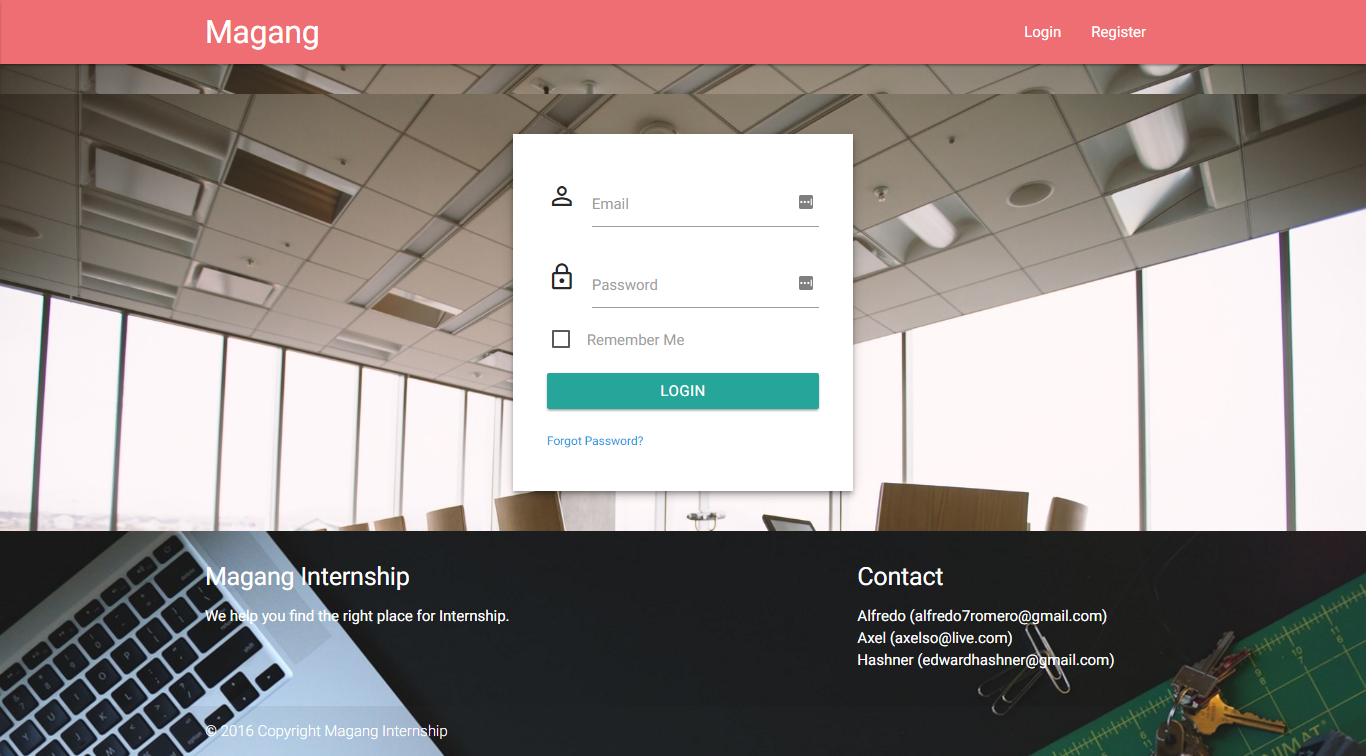 Magang
Login
Register
Email
Password
Remember Me
LOGIN
Forgot Password?
Magang Internship
We help you find the right place for Internship.
Contact
Alfredo (alfredo7romero@gmail.com)
Axel (axelso@live.com)
Hashner (edwardhashner@gmail.com)
© 2016 Copyright Magang Internship